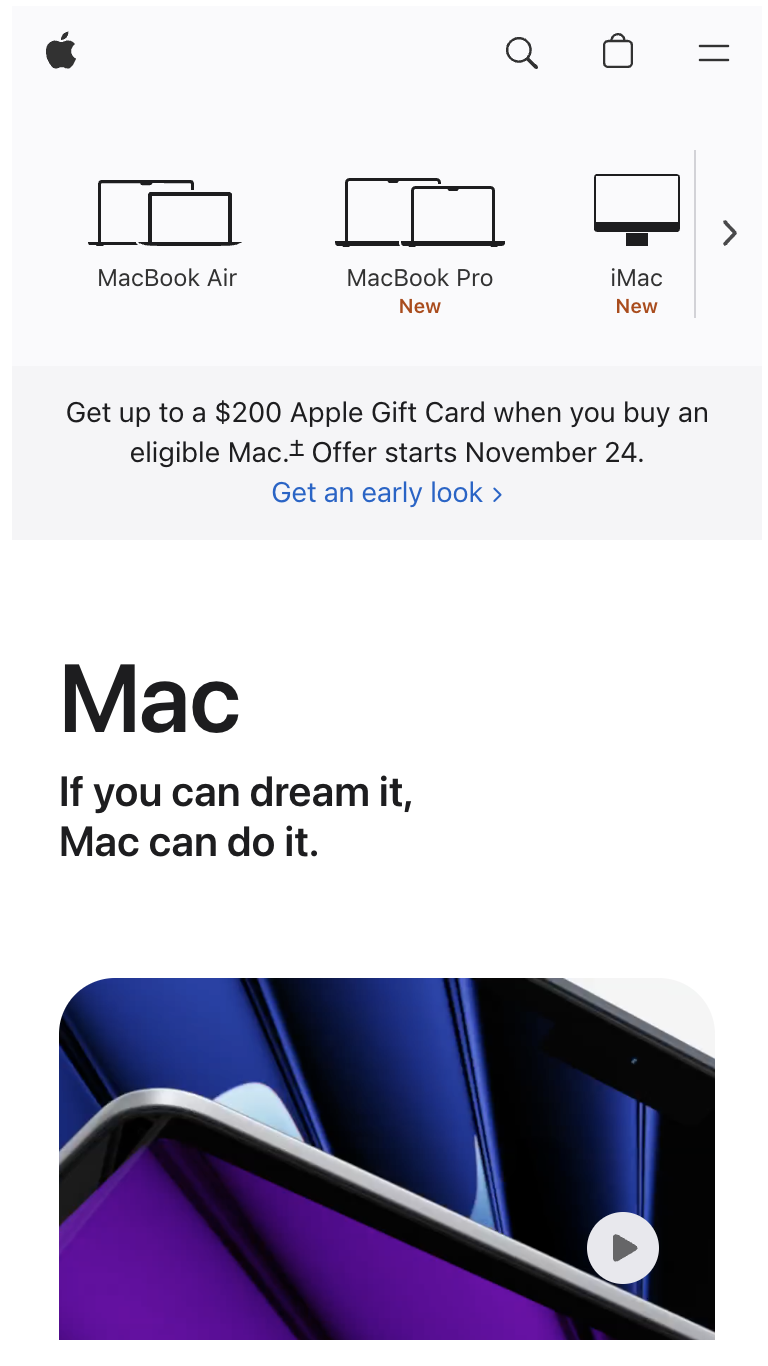 MacBook Air
MacBook Pro
New
iMac
New
Get up to a $200 Apple Gift Card when you buy an
eligible Mac.± Offer starts November 24.
Get an early look ›
Mac
If you can dream it,
Mac can do it.